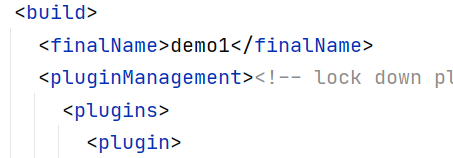 <build>
<finalName>demo1</finalName>
<pluginManagement><!-- lock down pl
<plugins>
<plugin>